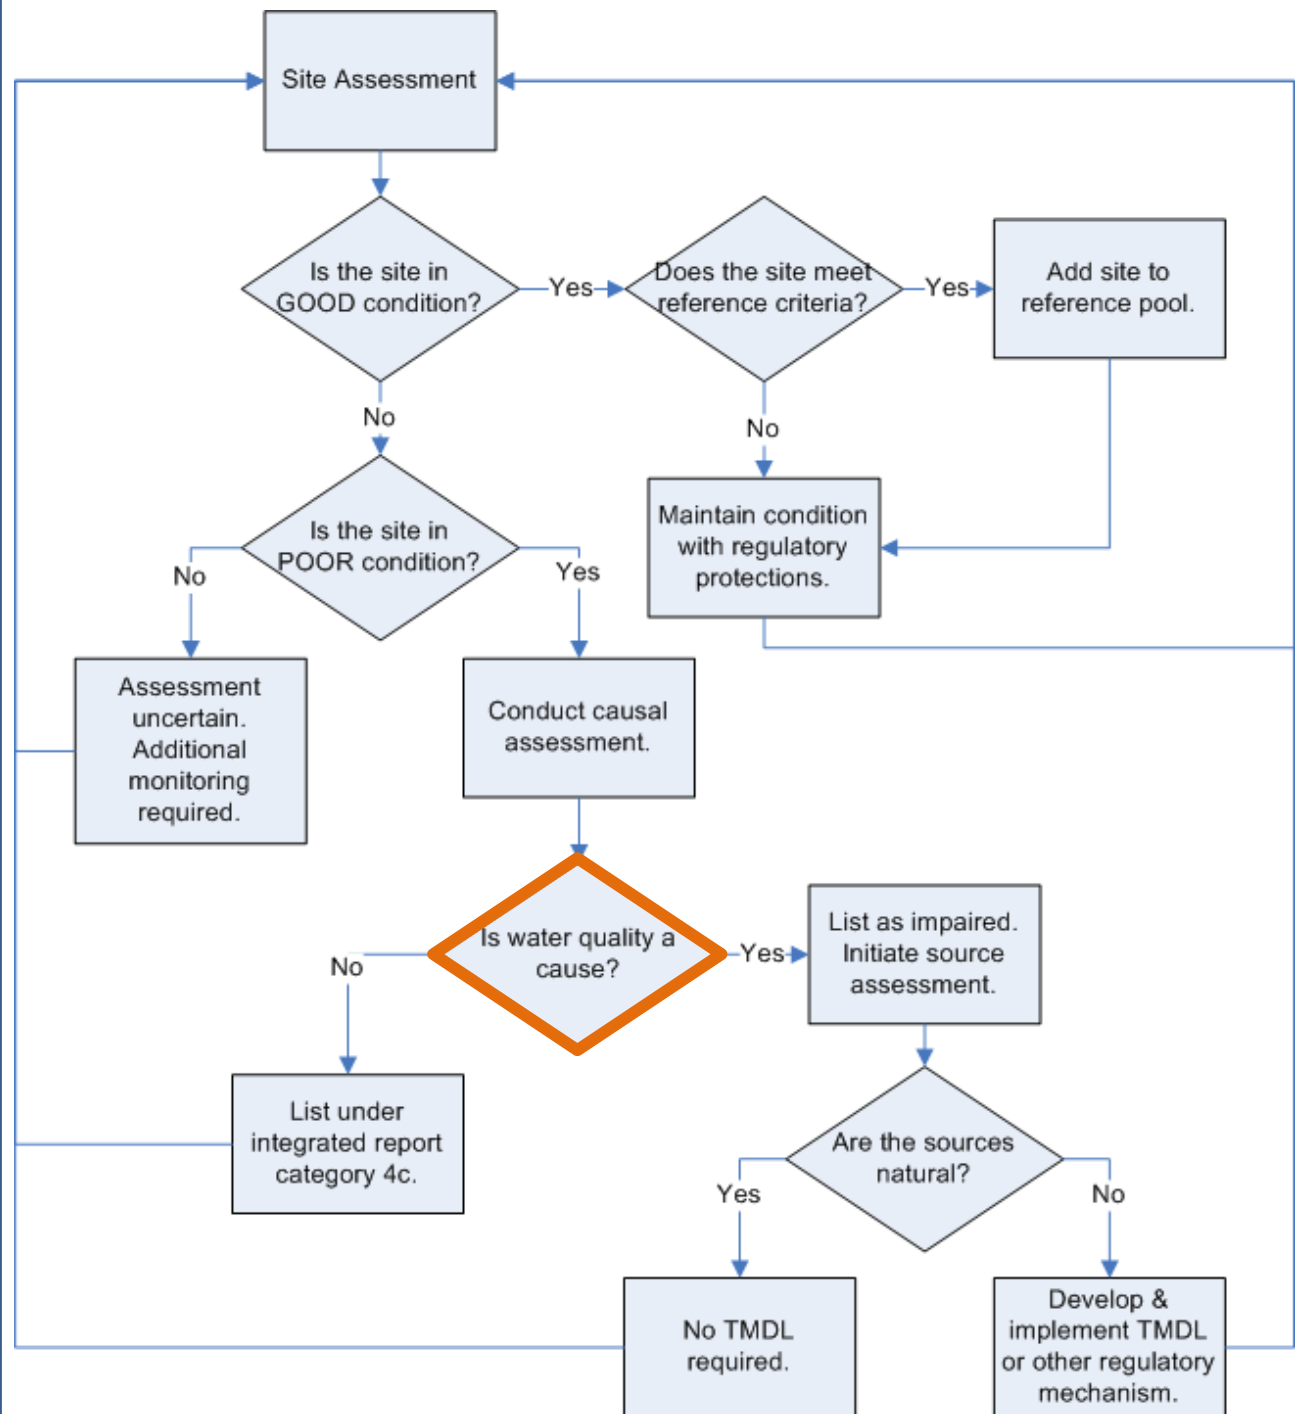 Site Assessment
Is the site in
GOOD condition?
Yes
Does the site meet
reference criteria?
Yes
Add site to
reference pool.
No
No
Is the site in
POOR condition?
Maintain condition
with regulatory
protections.
No
Yes
Assessment
uncertain.
Additional
monitoring
required.
Conduct causal
assessment.
Is water quality a
cause?
Yes
List as impaired.
Initiate source
assessment.
No
List under
integrated report
category 4c.
Are the sources
natural?
Yes
No
No TMDL
required.
Develop &
implement TMDL
or other regulatory
mechanism.